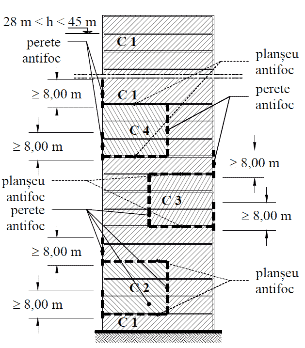 28 m < h < 45 m
perete
antifoc
C 1
planșeu
antifoc
≥ 8,00 m
C 1
perete
antifoc
C 4
≥ 8,00 m
> 8,00 m
planșeu
antifoc
C 3
perete
antifoc
≥ 8,00 m
≥ 8,00 m
planșeu
antifoc
C 2
≥ 8,00 m
C 1